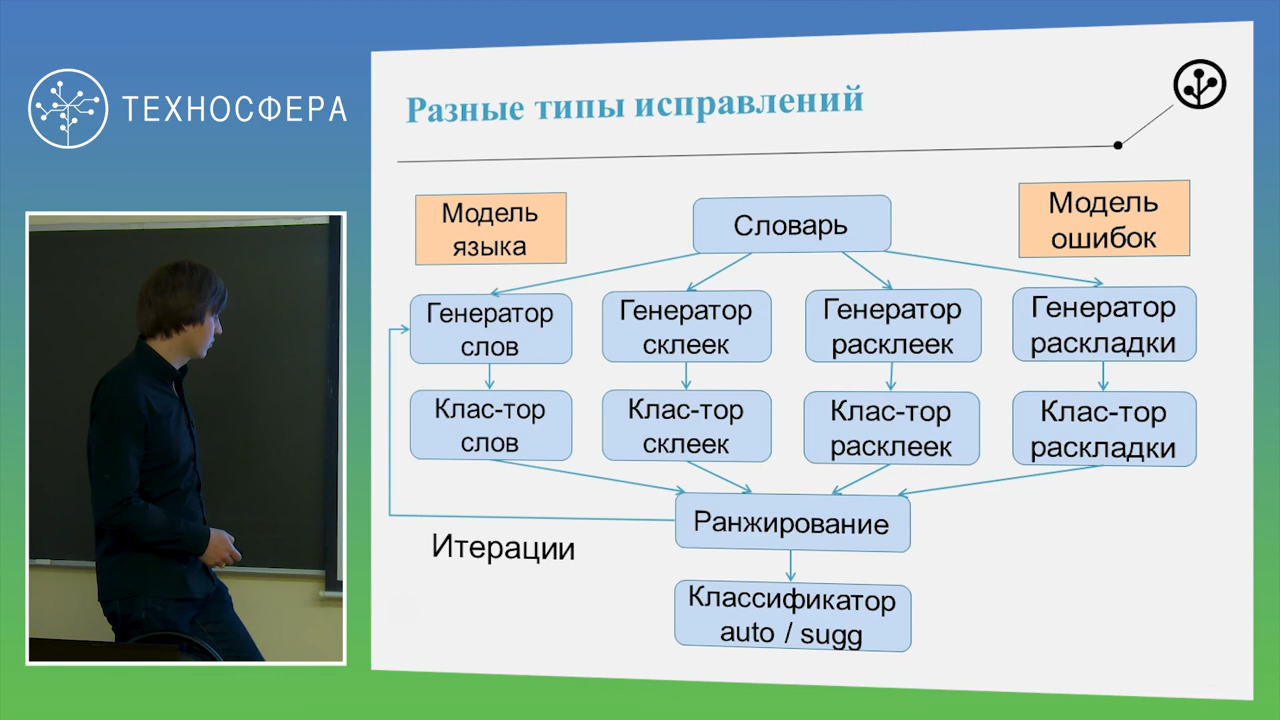 ТЕХНОСФЕРА
Разные типы исправлений
Модель
языка
Словарь
Модель
ошибок
Генератор
слов
Генератор
склеек
Генератор
расклеек
Генератор
раскладки
Клас-тор
слов
Клас-тор
склеек
Клас-тор
расклеек
Клас-тор
раскладки
Ранжирование
Итерации
Классификатор
auto / sugg